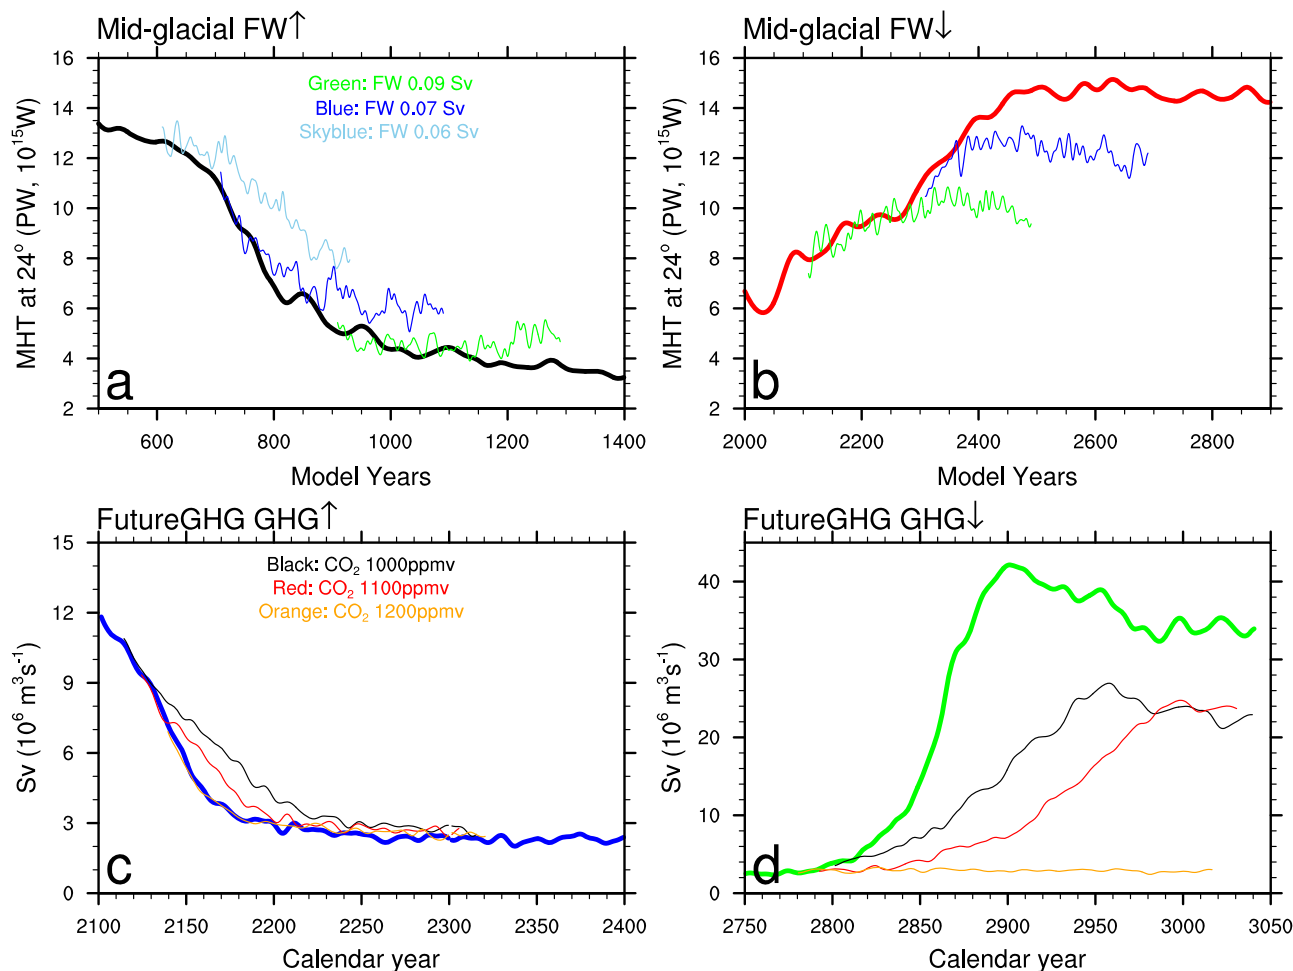 Mid-glacial FW↑
MHT at 24° (PW, 10¹⁵W)
16
14
12
10
8
6
4
2
Green: FW 0.09 Sv
Blue: FW 0.07 Sv
Skyblue: FW 0.06 Sv
a
600 800 1000 1200 1400
Model Years
Mid-glacial FW↓
MHT at 24° (PW, 10¹⁵W)
16
14
12
10
8
6
4
2
b
2000 2200 2400 2600 2800
Model Years
FutureGHG GHG↑
Sv (10⁶ m³s⁻¹)
15
12
9
6
3
0
Black: CO₂ 1000ppmv
Red: CO₂ 1100ppmv
Orange: CO₂ 1200ppmv
c
2100 2150 2200 2250 2300 2350 2400
Calendar year
FutureGHG GHG↓
Sv (10⁶ m³s⁻¹)
40
30
20
10
0
d
2750 2800 2850 2900 2950 3000 3050
Calendar year